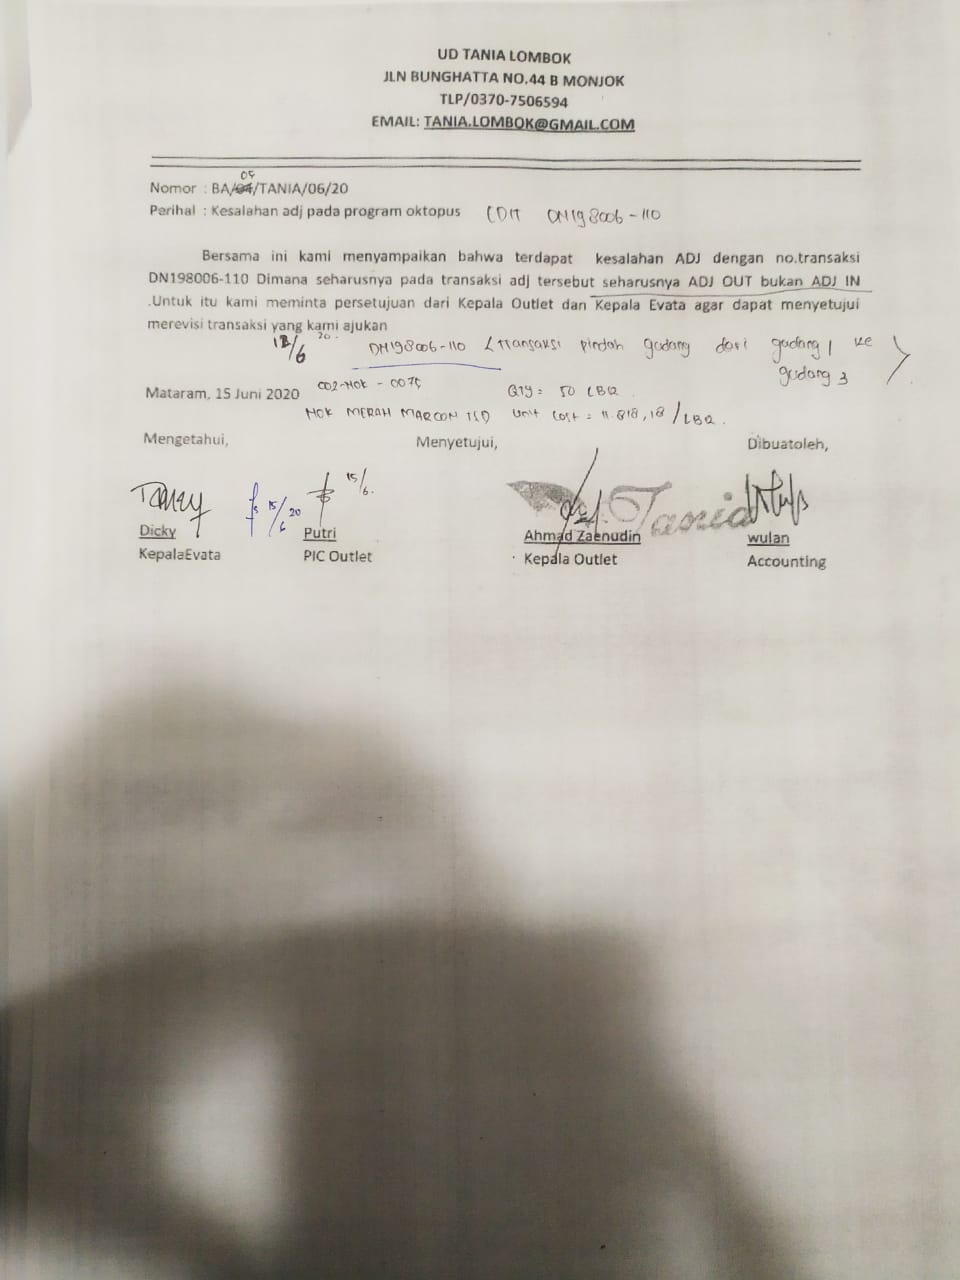 UD TANIA LOMBOK
JLN BUNGHATTA NO.44 B MONJOK
TLP/0370-7506594
EMAIL: TANIA.LOMBOK@GMAIL.COM
05
Nomor : BA/04/TANIA/06/20
Perihal : Kesalahan adj pada program oktopus EDIT DN198006-110
Bersama ini kami menyampaikan bahwa terdapat kesalahan ADJ dengan no.transaksi
DN198006-110 Dimana seharusnya pada transaksi adj tersebut seharusnya ADJ OUT bukan ADJ IN
.Untuk itu kami meminta persetujuan dari Kepala Outlet dan Kepala Evata agar dapat menyetujui
merevisi transaksi yang kami ajukan
12/6 20. DN198006-110 (transaksi pindah gudang dari gudang 1 ke
gudang 3
Mataram, 15 Juni 2020 CO2-HOK-0075 QTY = 50 LBR
HOK MERAH MAROON TSD Unit Cost = 11.818,18 / LBR.
Mengetahui, Menyetujui, Dibuatoleh,
15/6 20 15/6.
Tania
Dicky Putri Ahmad Zaenudin wulan
KepalaEvata PIC Outlet Kepala Outlet Accounting